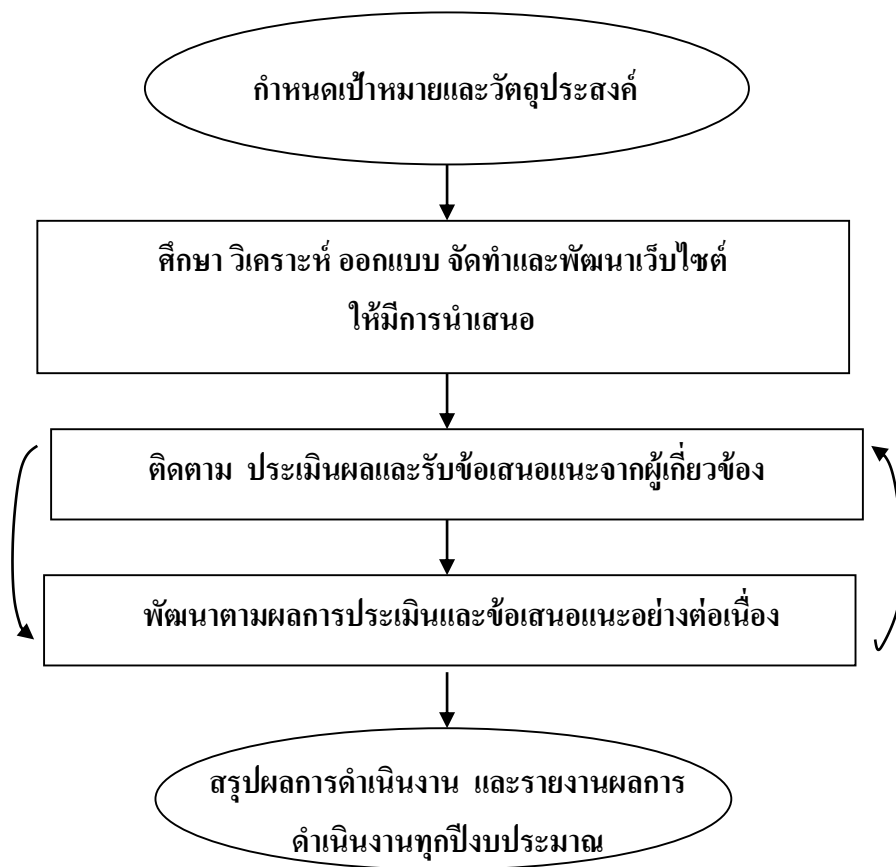 กำหนดเป้าหมายและวัตถุประสงค์
ศึกษา วิเคราะห์ ออกแบบ จัดทำและพัฒนาเว็บไซต์
ให้มีการนำเสนอ
ติดตาม ประเมินผลและรับข้อเสนอแนะจากผู้เกี่ยวข้อง
พัฒนาตามผลการประเมินและข้อเสนอแนะอย่างต่อเนื่อง
สรุปผลการดำเนินงาน และรายงานผลการ
ดำเนินงานทุกปีงบประมาณ